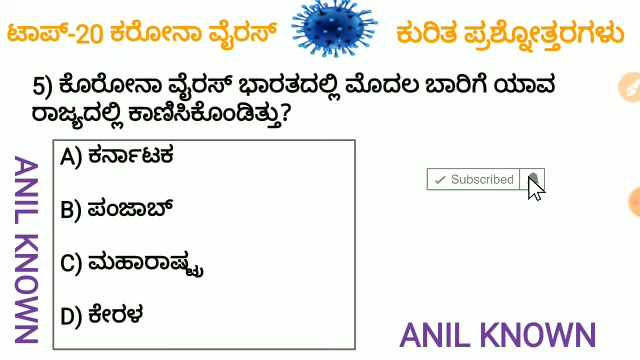 ಟಾಪ್-20 ಕರೋನಾ ವೈರಸ್ ಕುರಿತ ಪ್ರಶ್ನೋತ್ತರಗಳು
5) ಕೊರೋನಾ ವೈರಸ್ ಭಾರತದಲ್ಲಿ ಮೊದಲ ಬಾರಿಗೆ ಯಾವ
ರಾಜ್ಯದಲ್ಲಿ ಕಾಣಿಸಿಕೊಂಡಿತ್ತು?
A) ಕರ್ನಾಟಕ
B) ಪಂಜಾಬ್
C) ಮಹಾರಾಷ್ಟ್ರ
D) ಕೇರಳ
Subscribed
ANIL KNOWN
ANIL KNOWN